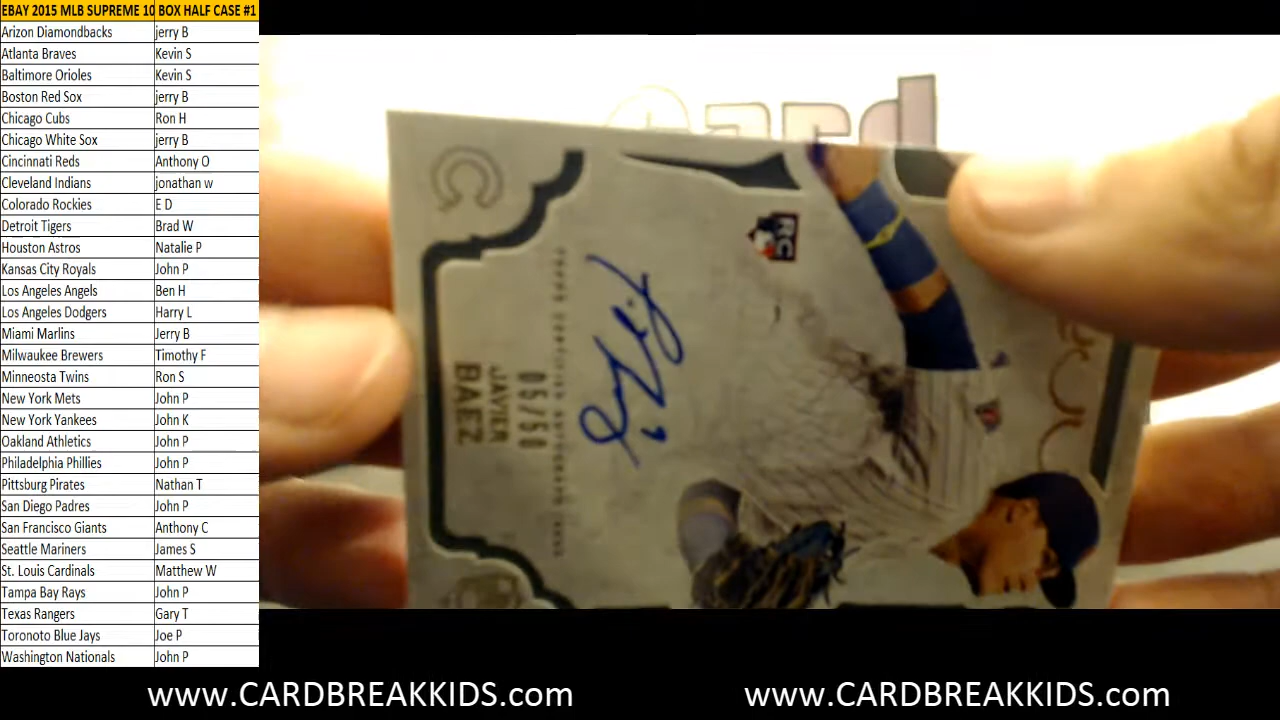 EBAY 2015 MLB SUPREME 10 BOX HALF CASE #1
Arizon Diamondbacks jerry B
Atlanta Braves Kevin S
Baltimore Orioles Kevin S
Boston Red Sox jerry B
Chicago Cubs Ron H
Chicago White Sox jerry B
Cincinnati Reds Anthony O
Cleveland Indians jonathan w
Colorado Rockies E D
Detroit Tigers Brad W
Houston Astros Natalie P
Kansas City Royals John P
Los Angeles Angels Ben H
Los Angeles Dodgers Harry L
Miami Marlins Jerry B
Milwaukee Brewers Timothy F
Minneosta Twins Ron S
New York Mets John P
New York Yankees John K
Oakland Athletics John P
Philadelphia Phillies John P
Pittsburg Pirates Nathan T
San Diego Padres John P
San Francisco Giants Anthony C
Seattle Mariners James S
St. Louis Cardinals Matthew W
Tampa Bay Rays John P
Texas Rangers Gary T
Toronoto Blue Jays Joe P
Washington Nationals John P
Card
C
RC
TOPPS CERTIFIED AUTOGRAPH ISSUE
05/50
JAVIER
BAEZ
www.CARDBREAKKIDS.com www.CARDBREAKKIDS.com